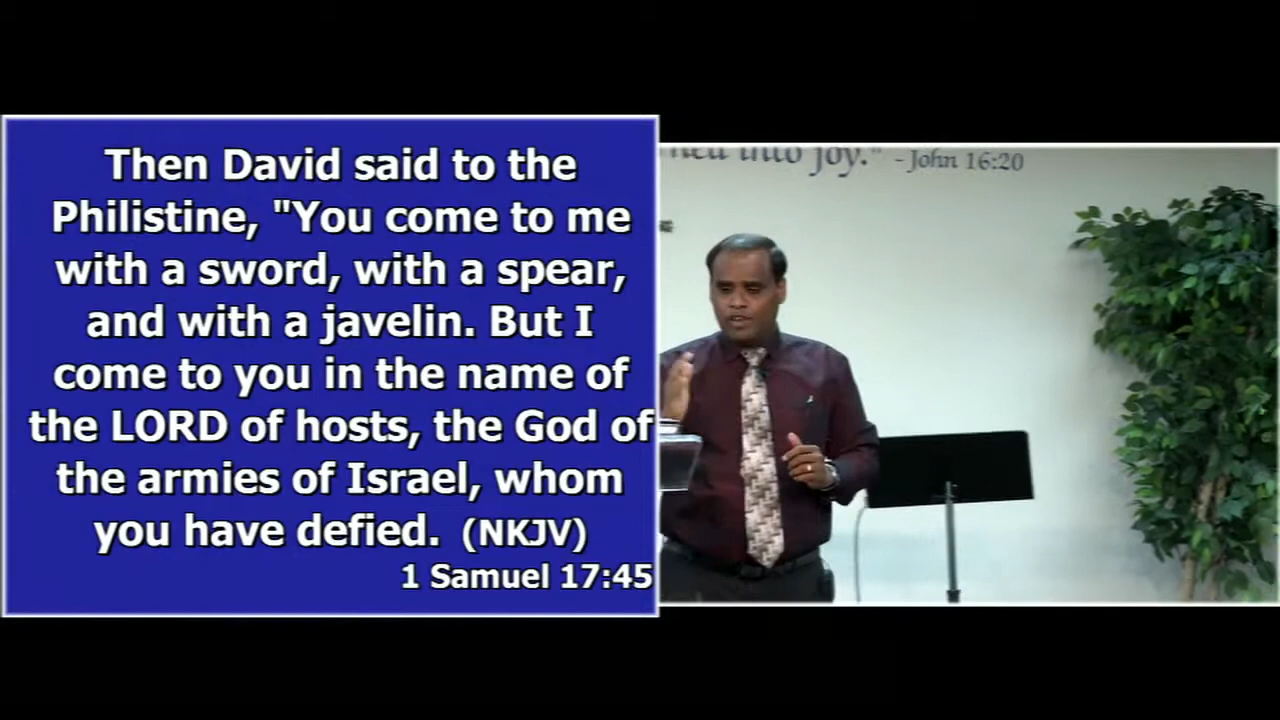 Then David said to the
Philistine, "You come to me
with a sword, with a spear,
and with a javelin. But I
come to you in the name of
the LORD of hosts, the God of
the armies of Israel, whom
you have defied. (NKJV)
1 Samuel 17:45
into joy." - John 16:20